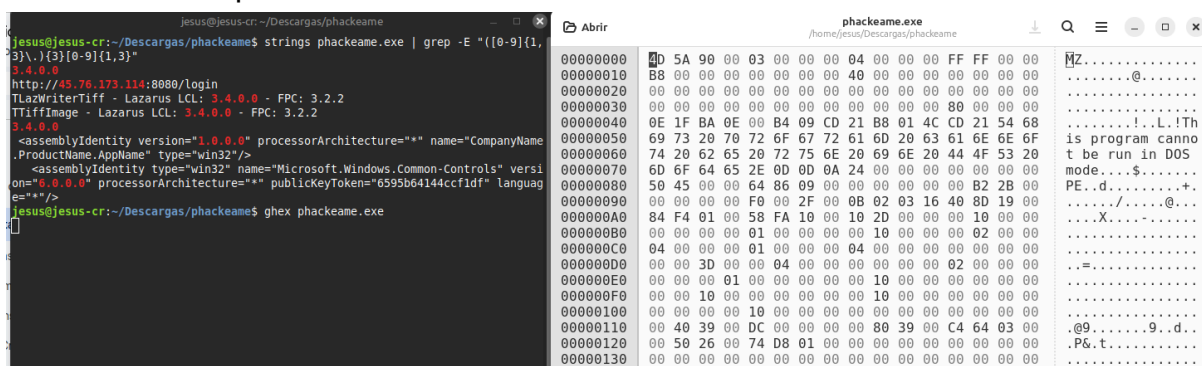 jesus@jesus-cr: ~/Descargas/phackeame
jesus@jesus-cr:~/Descargas/phackeame$ strings phackeame.exe | grep -E "([0-9]{1,
3}\.){3}[0-9]{1,3}"
3.4.0.0
http://45.76.173.114:8080/login
TLazWriterTiff - Lazarus LCL: 3.4.0.0 - FPC: 3.2.2
TTiffImage - Lazarus LCL: 3.4.0.0 - FPC: 3.2.2
3.4.0.0
<assemblyIdentity version="1.0.0.0" processorArchitecture="*" name="CompanyName
.ProductName.AppName" type="win32"/>
<assemblyIdentity type="win32" name="Microsoft.Windows.Common-Controls" versi
on="6.0.0.0" processorArchitecture="*" publicKeyToken="6595b64144ccf1df" languag
e="*"/>
jesus@jesus-cr:~/Descargas/phackeame$ ghex phackeame.exe
Abrir
phackeame.exe
/home/jesus/Descargas/phackeame
00000000 4D 5A 90 00 03 00 00 00 04 00 00 00 FF FF 00 00 MZ..............
00000010 B8 00 00 00 00 00 00 00 40 00 00 00 00 00 00 00 ........@.......
00000020 00 00 00 00 00 00 00 00 00 00 00 00 00 00 00 00 ................
00000030 00 00 00 00 00 00 00 00 00 00 00 00 80 00 00 00 ................
00000040 0E 1F BA 0E 00 B4 09 CD 21 B8 01 4C CD 21 54 68 ........!..L.!Th
00000050 69 73 20 70 72 6F 67 72 61 6D 20 63 61 6E 6E 6F is program canno
00000060 74 20 62 65 20 72 75 6E 20 69 6E 20 44 4F 53 20 t be run in DOS
00000070 6D 6F 64 65 2E 0D 0D 0A 24 00 00 00 00 00 00 00 mode....$.......
00000080 50 45 00 00 64 86 09 00 00 00 00 00 00 B2 2B 00 PE..d.........+.
00000090 00 00 00 00 F0 00 2F 00 0B 02 03 16 40 8D 19 00 ....../.....@...
000000A0 84 F4 01 00 58 FA 10 00 10 2D 00 00 00 10 00 00 ....X....-......
000000B0 00 00 00 00 01 00 00 00 00 10 00 00 00 02 00 00 ................
000000C0 04 00 00 00 01 00 00 00 04 00 00 00 00 00 00 00 ................
000000D0 00 00 3D 00 00 04 00 00 00 00 00 00 02 00 00 00 ..=.............
000000E0 00 00 00 01 00 00 00 00 00 10 00 00 00 00 00 00 ................
000000F0 00 00 10 00 00 00 00 00 00 10 00 00 00 00 00 00 ................
00000100 00 00 00 00 10 00 00 00 00 00 00 00 00 00 00 00 ................
00000110 00 40 39 00 DC 00 00 00 00 80 39 00 C4 64 03 00 .@9.......9..d..
00000120 00 50 26 00 74 D8 01 00 00 00 00 00 00 00 00 00 .P&.t...........
00000130 00 00 00 00 00 00 00 00 00 00 00 00 00 00 00 00 ................